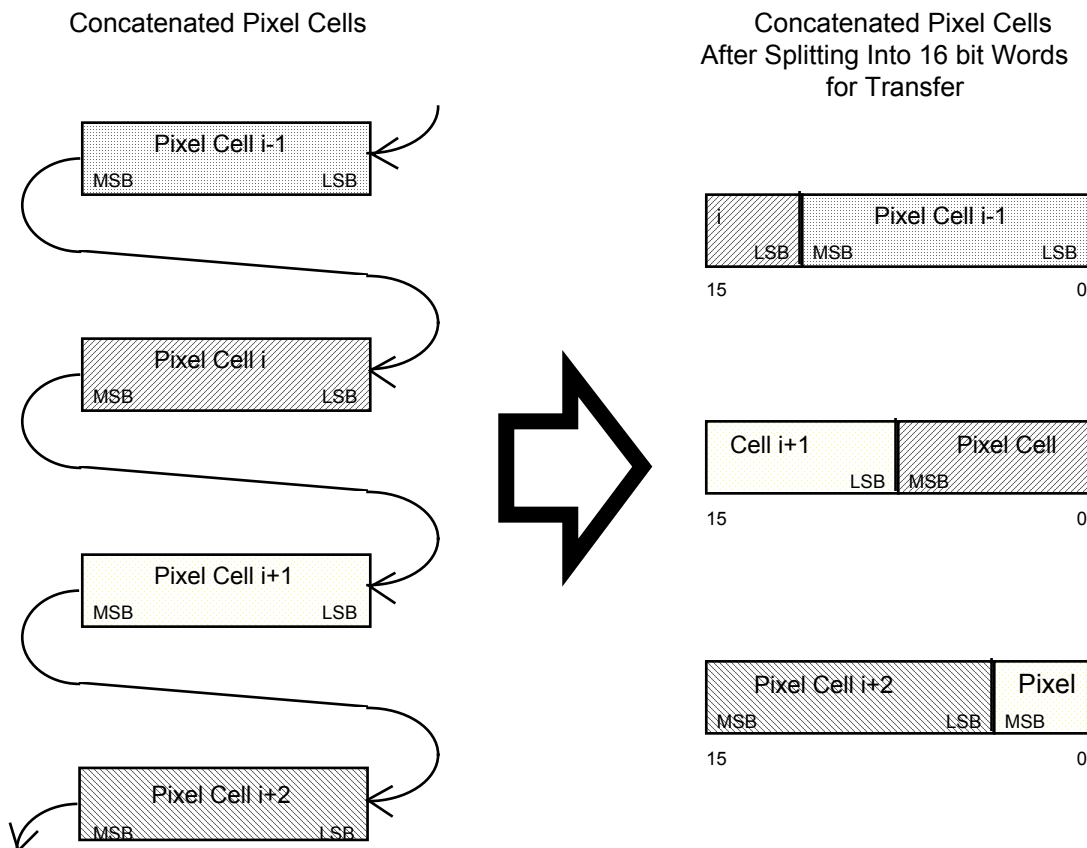 Concatenated Pixel Cells
Pixel Cell i-1
MSB LSB
Pixel Cell i
MSB LSB
Pixel Cell i+1
MSB LSB
Pixel Cell i+2
MSB LSB
Concatenated Pixel Cells
After Splitting Into 16 bit Words
for Transfer
i Pixel Cell i-1
LSB MSB LSB
15 0
Cell i+1 Pixel Cell
LSB MSB
15 0
Pixel Cell i+2 Pixel
MSB LSB MSB
15 0